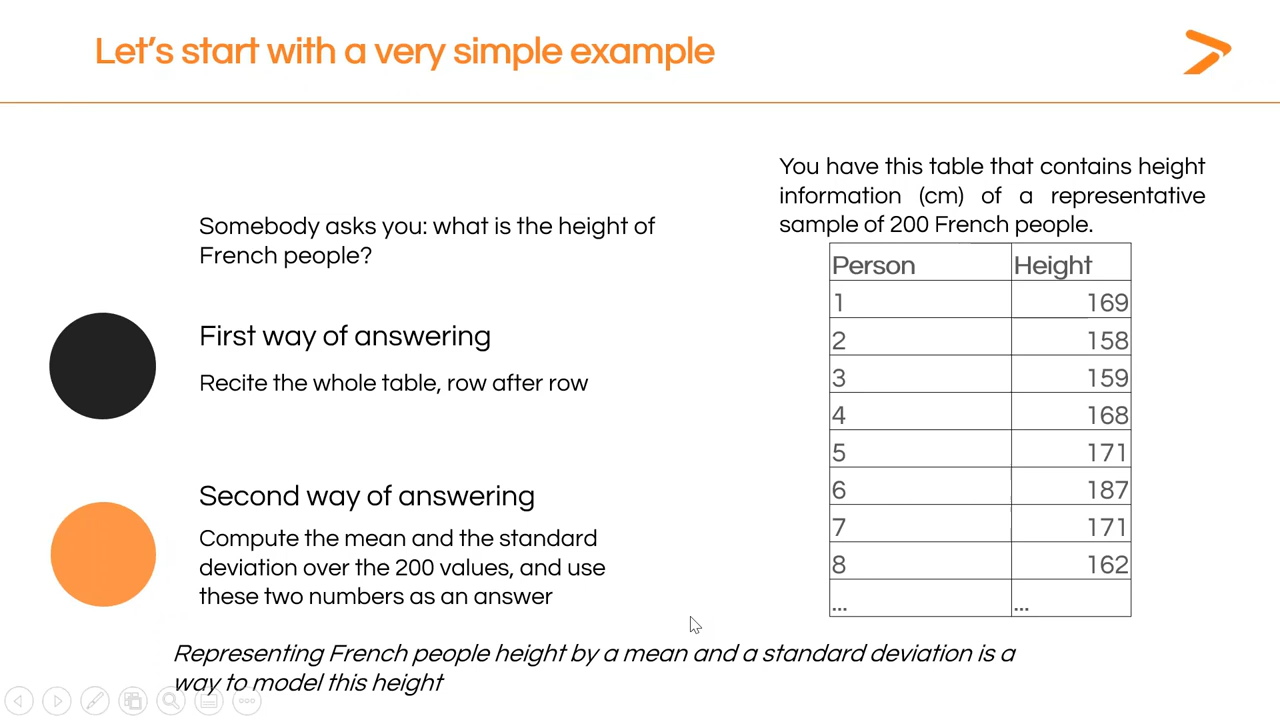 Let's start with a very simple example
Somebody asks you: what is the height of
French people?
First way of answering
Recite the whole table, row after row
Second way of answering
Compute the mean and the standard
deviation over the 200 values, and use
these two numbers as an answer
You have this table that contains height
information (cm) of a representative
sample of 200 French people.
Person Height
1 169
2 158
3 159
4 168
5 171
6 187
7 171
8 162
... ...
Representing French people height by a mean and a standard deviation is a
way to model this height